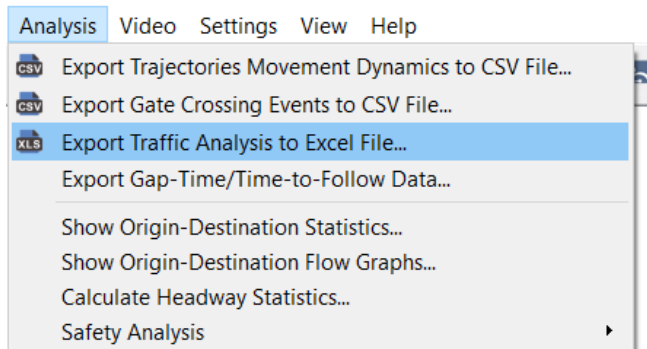 Analysis Video Settings View Help
CSV Export Trajectories Movement Dynamics to CSV File...
CSV Export Gate Crossing Events to CSV File...
XLS Export Traffic Analysis to Excel File...
Export Gap-Time/Time-to-Follow Data...
Show Origin-Destination Statistics...
Show Origin-Destination Flow Graphs...
Calculate Headway Statistics...
Safety Analysis